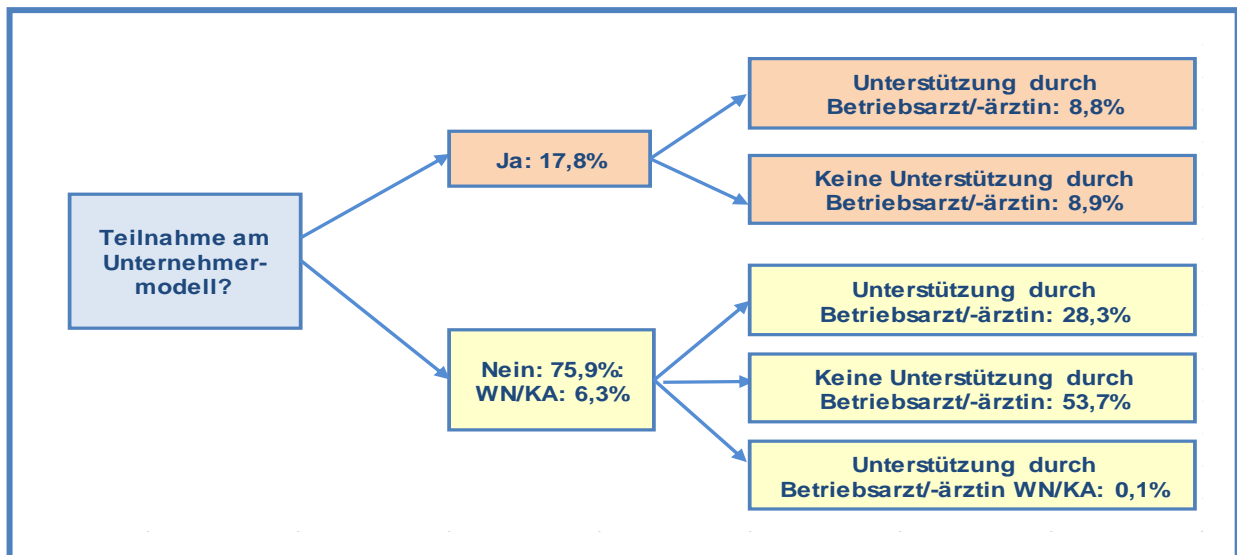 Teilnahme am
Unternehmer-
modell?
Ja: 17,8%
Unterstützung durch
Betriebsarzt/-ärztin: 8,8%
Keine Unterstützung durch
Betriebsarzt/-ärztin: 8,9%
Nein: 75,9%:
WN/KA: 6,3%
Unterstützung durch
Betriebsarzt/-ärztin: 28,3%
Keine Unterstützung durch
Betriebsarzt/-ärztin: 53,7%
Unterstützung durch
Betriebsarzt/-ärztin WN/KA: 0,1%